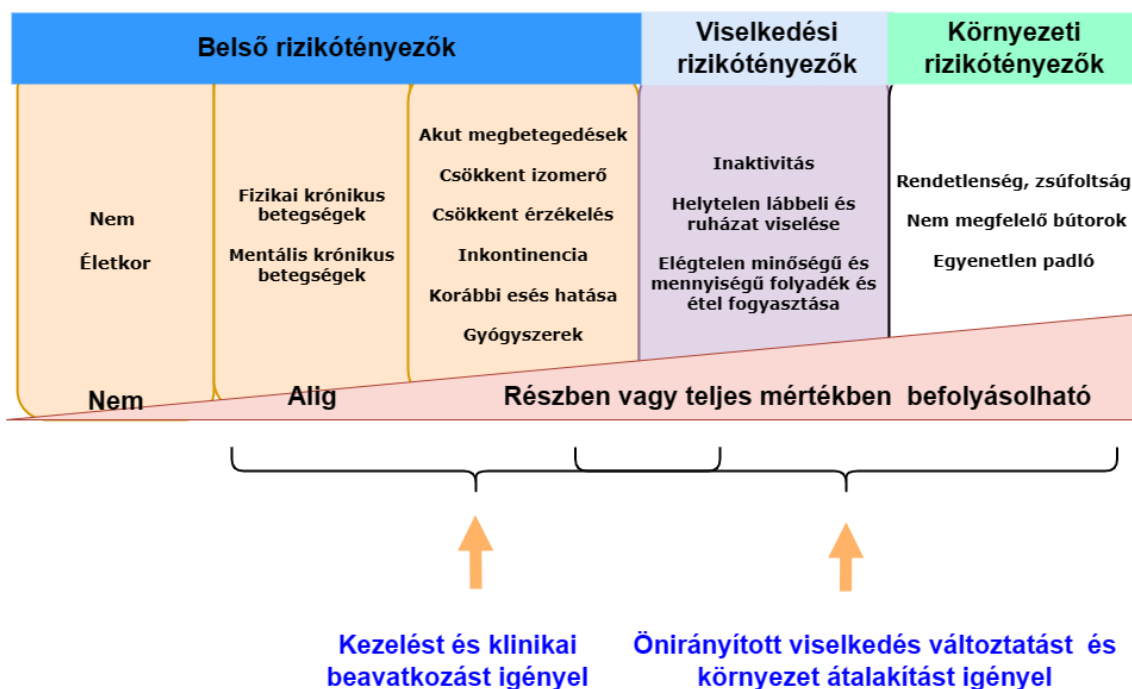 Belső rizikótényezők
Viselkedési
rizikótényezők
Környezeti
rizikótényezők
Nem
Életkor
Fizikai krónikus
betegségek
Mentális krónikus
betegségek
Akut megbetegedések
Csökkent izomerő
Csökkent érzékelés
Inkontinencia
Korábbi esés hatása
Gyógyszerek
Inaktivitás
Helytelen lábbeli és
ruházat viselése
Elégtelen minőségű és
mennyiségű folyadék és
étel fogyasztása
Rendetlenség, zsúfoltság
Nem megfelelő bútorok
Egyenetlen padló
Nem
Alig
Részben vagy teljes mértékben befolyásolható
Kezelést és klinikai
beavatkozást igényel
Önirányított viselkedés változtatást és
környezet átalakítást igényel